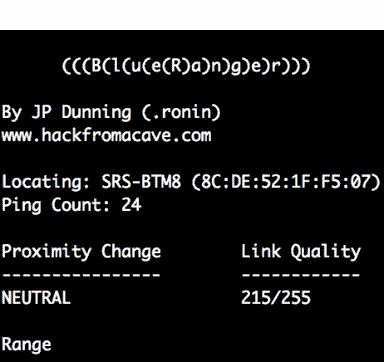 (((B(l(u(e(R)a)n)g)e)r)))
By JP Dunning (.ronin)
www.hackfromacave.com
Locating: SRS-BTM8 (8C:DE:52:1F:F5:07)
Ping Count: 24
Proximity Change Link Quality
---------------- ------------
NEUTRAL 215/255
Range